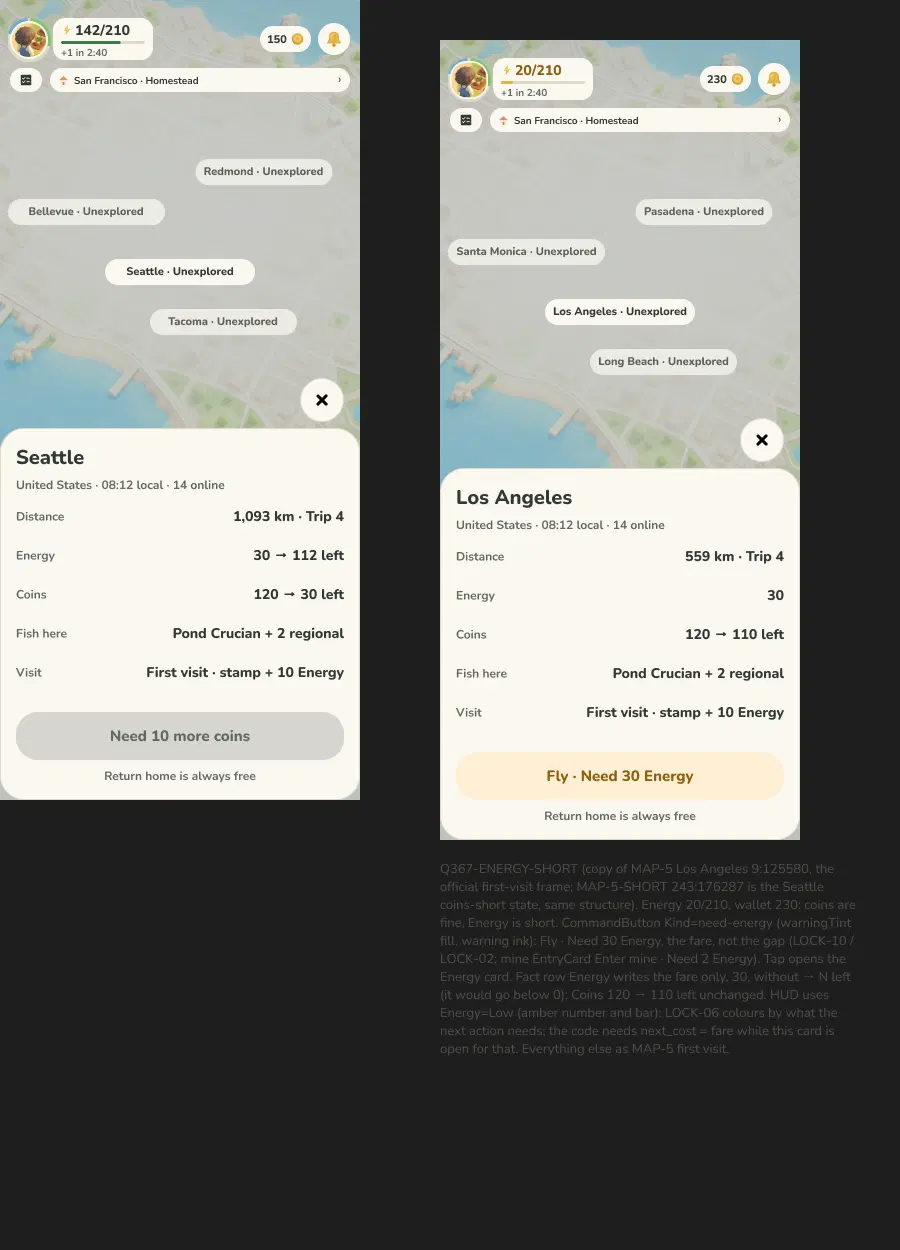 142/210
+1 in 2:40
150
San Francisco · Homestead
Redmond · Unexplored
Bellevue · Unexplored
Seattle · Unexplored
Tacoma · Unexplored
Seattle
United States · 08:12 local · 14 online
Distance 1,093 km · Trip 4
Energy 30 → 112 left
Coins 120 → 30 left
Fish here Pond Crucian + 2 regional
Visit First visit · stamp + 10 Energy
Need 10 more coins
Return home is always free
20/210
+1 in 2:40
230
San Francisco · Homestead
Pasadena · Unexplored
Santa Monica · Unexplored
Los Angeles · Unexplored
Long Beach · Unexplored
Los Angeles
United States · 08:12 local · 14 online
Distance 559 km · Trip 4
Energy 30
Coins 120 → 110 left
Fish here Pond Crucian + 2 regional
Visit First visit · stamp + 10 Energy
Fly · Need 30 Energy
Return home is always free
Q367-ENERGY-SHORT (copy of MAP-5 Los Angeles 9:125580, the
official first-visit frame; MAP-5-SHORT 243:176287 is the Seattle
coins-short state, same structure). Energy 20/210, wallet 230: coins are
fine, Energy is short. CommandButton Kind=need-energy (warningTint
fill, warning ink): Fly · Need 30 Energy, the fare, not the gap (LOCK-10 /
LOCK-02; mine EntryCard Enter mine · Need 2 Energy). Tap opens the
Energy card. Fact row Energy writes the fare only, 30, without → N left
(it would go below 0); Coins 120 → 110 left unchanged. HUD uses
Energy=Low (amber number and bar); LOCK-06 colours by what the
next action needs; the code needs next_cost = fare while this card is
open for that. Everything else as MAP-5 first visit.